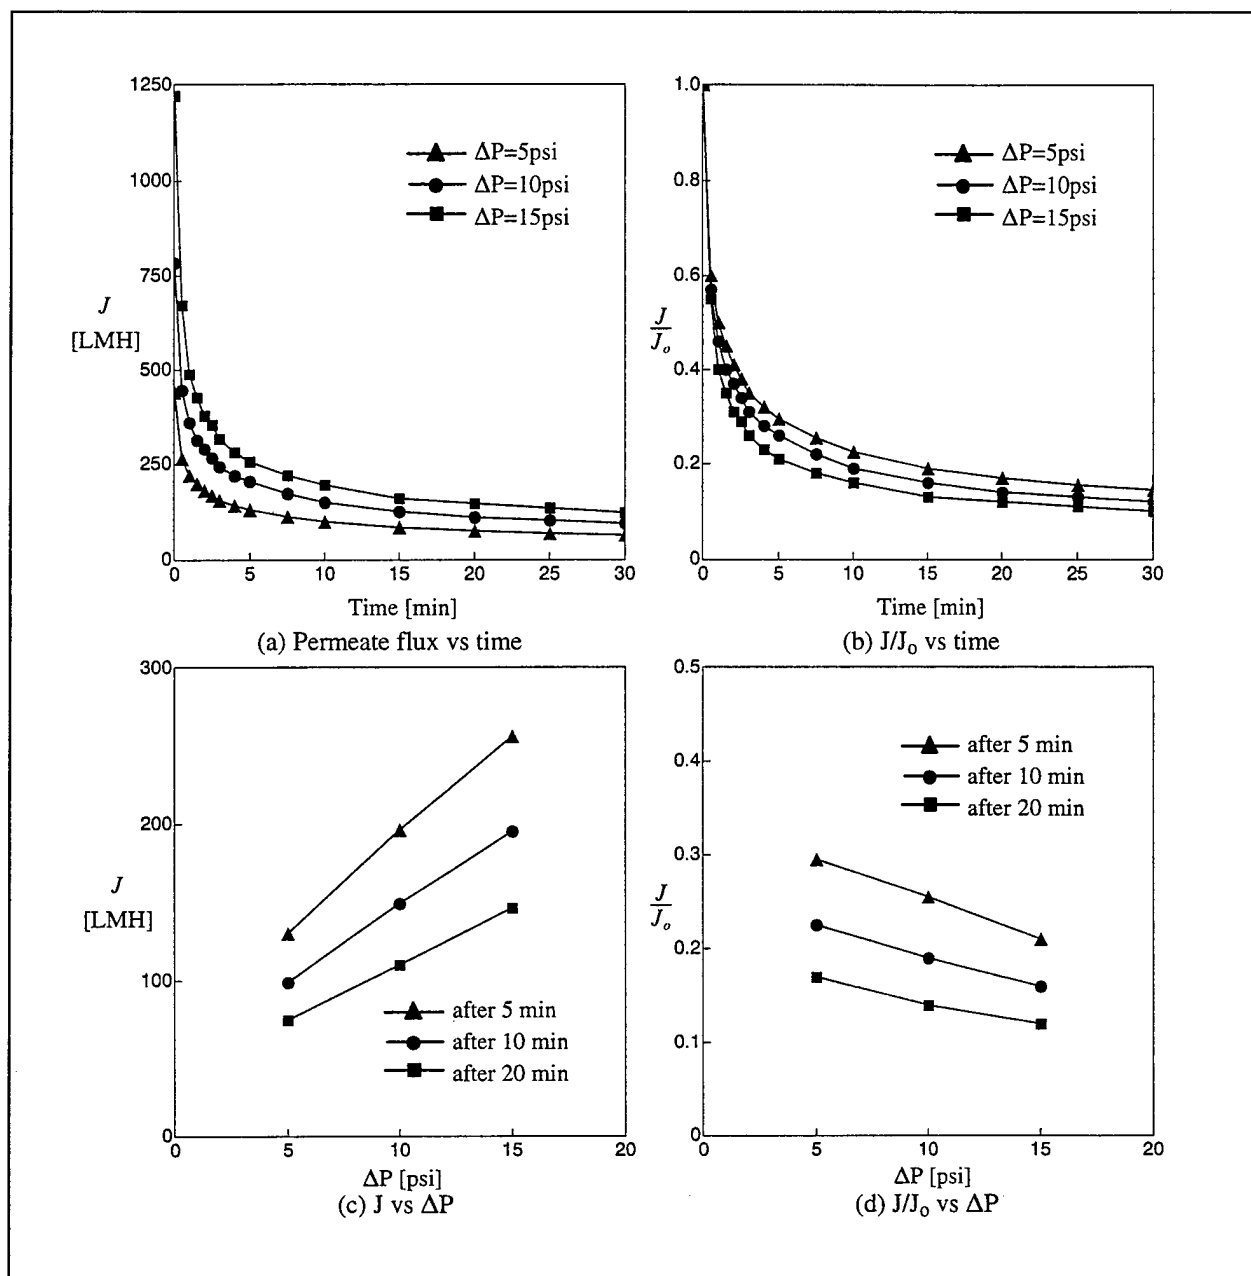 1250
1000
750
500
250
0
J
[LMH]
ΔP=5psi
ΔP=10psi
ΔP=15psi
0 5 10 15 20 25 30
Time [min]
(a) Permeate flux vs time
1.0
0.8
0.6
0.4
0.2
0.
J
Jo
ΔP=5psi
ΔP=10psi
ΔP=15psi
0 5 10 15 20 25 30
Time [min]
(b) J/Jo vs time
300
200
100
0
J
[LMH]
after 5 min
after 10 min
after 20 min
0 5 10 15 20
ΔP [psi]
(c) J vs ΔP
0.5
0.4
0.3
0.2
0.1
0.
J
Jo
after 5 min
after 10 min
after 20 min
0 5 10 15 20
ΔP [psi]
(d) J/Jo vs ΔP